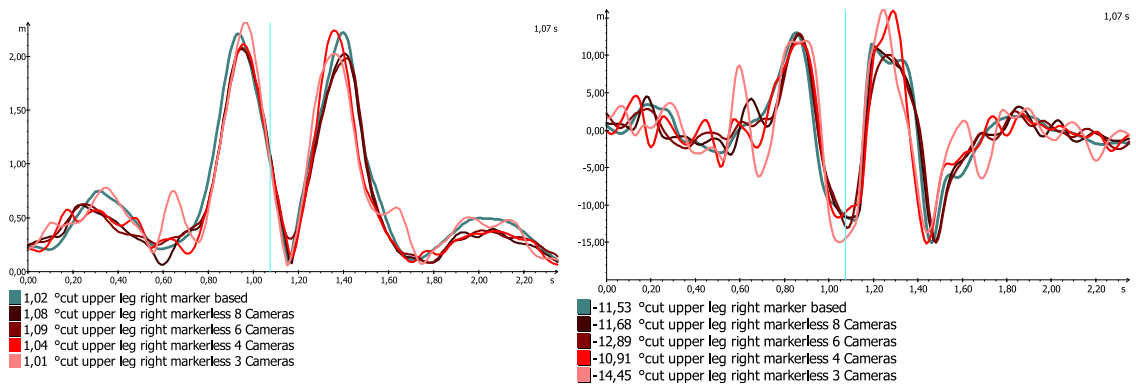 m
1,07 s
2,00
1,50
1,00
0,50
0,00
0,00 0,20 0,40 0,60 0,80 1,00 1,20 1,40 1,60 1,80 2,00 2,20 s
1,02 °cut upper leg right marker based
1,08 °cut upper leg right markerless 8 Cameras
1,09 °cut upper leg right markerless 6 Cameras
1,04 °cut upper leg right markerless 4 Cameras
1,01 °cut upper leg right markerless 3 Cameras
m
1,07 s
10,00
5,00
0,00
-5,00
-10,00
-15,00
0,00 0,20 0,40 0,60 0,80 1,00 1,20 1,40 1,60 1,80 2,00 2,20 s
-11,53 °cut upper leg right marker based
-11,68 °cut upper leg right markerless 8 Cameras
-12,89 °cut upper leg right markerless 6 Cameras
-10,91 °cut upper leg right markerless 4 Cameras
-14,45 °cut upper leg right markerless 3 Cameras